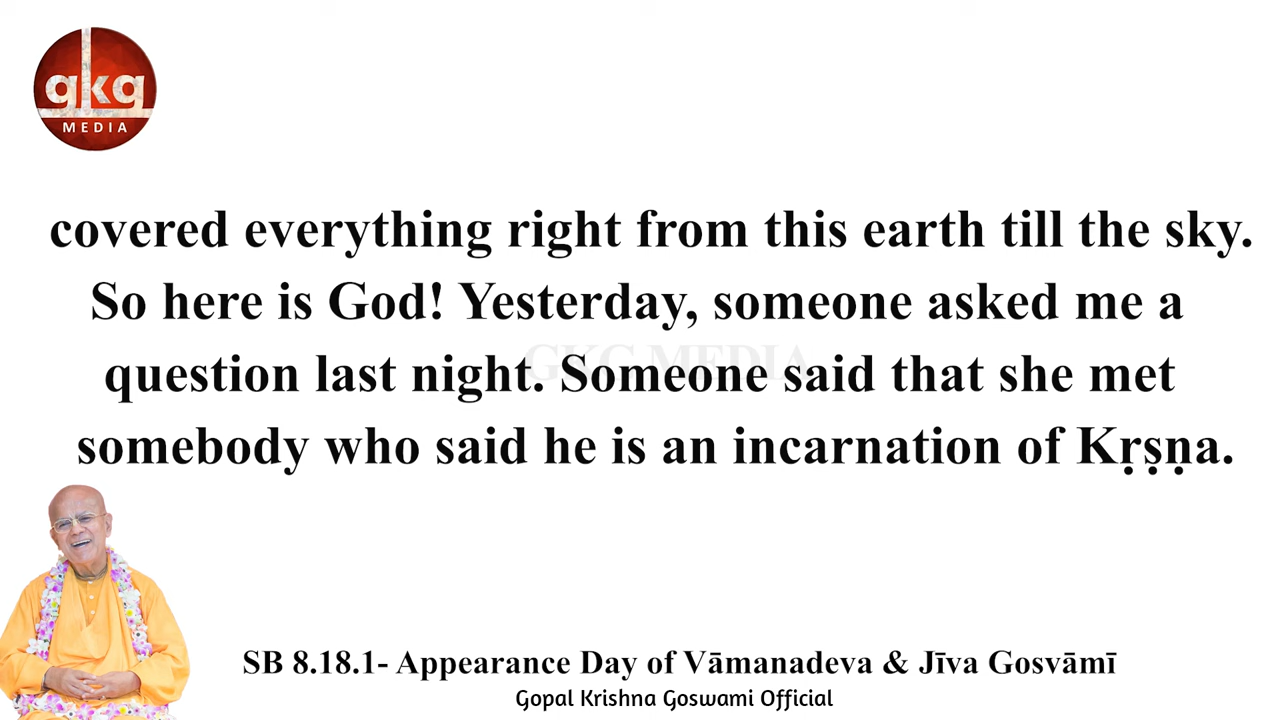 gkg
MEDIA
covered everything right from this earth till the sky.
So here is God! Yesterday, someone asked me a
question last night. Someone said that she met
somebody who said he is an incarnation of Kṛṣṇa.
GKG MEDIA
SB 8.18.1- Appearance Day of Vāmanadeva & Jīva Gosvāmī
Gopal Krishna Goswami Official